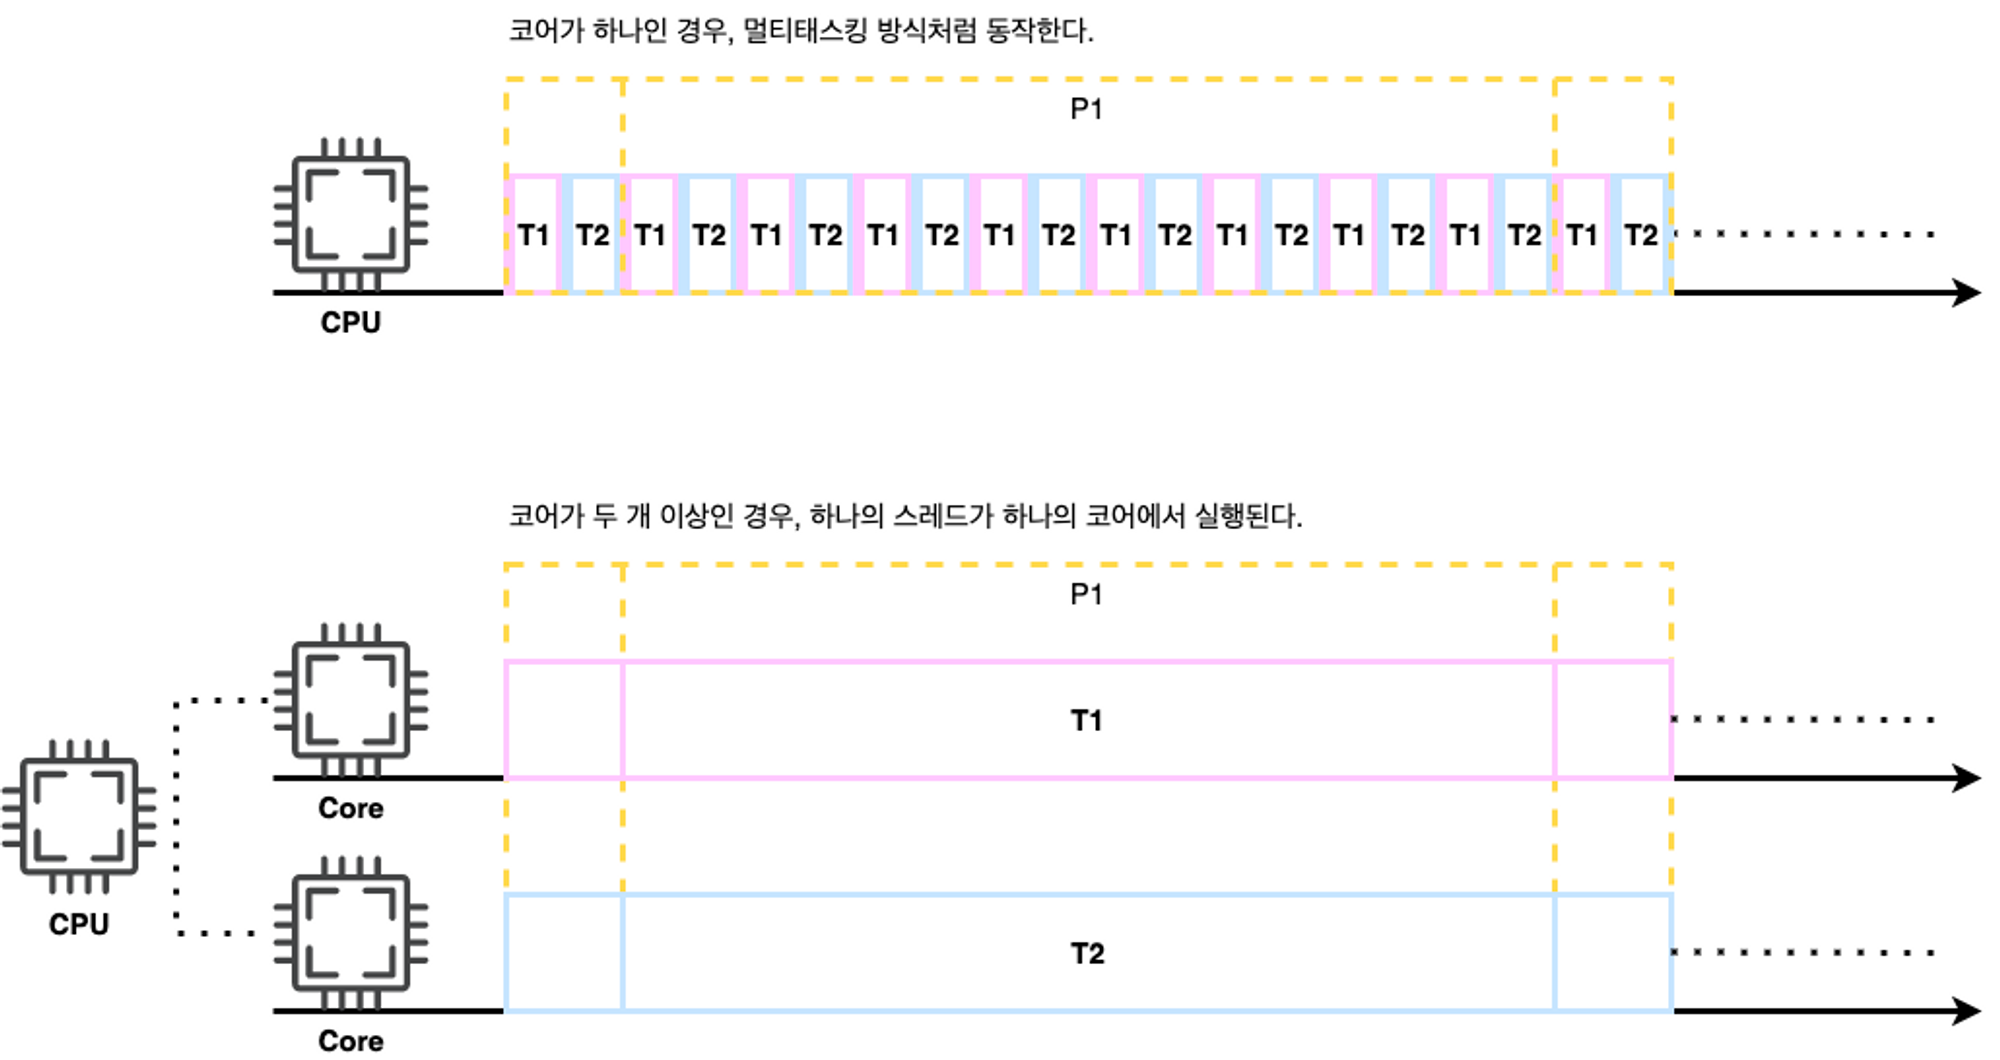 코어가 하나인 경우, 멀티태스킹 방식처럼 동작한다.
P1
T1 T2 T1 T2 T1 T2 T1 T2 T1 T2 T1 T2 T1 T2 T1 T2 T1 T2 T1 T2
CPU
코어가 두 개 이상인 경우, 하나의 스레드가 하나의 코어에서 실행된다.
P1
T1
Core
CPU
T2
Core